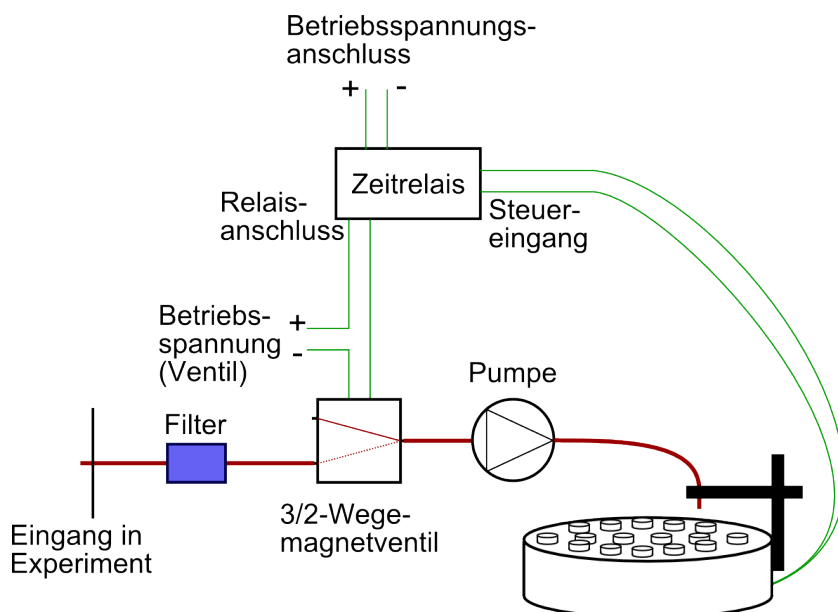 Betriebsspannungs-
anschluss
+ -
Zeitrelais
Relais-
anschluss
Steuer-
eingang
Betriebs-
spannung
(Ventil)
+
-
Pumpe
Filter
3/2-Wege-
magnetventil
Eingang in
Experiment